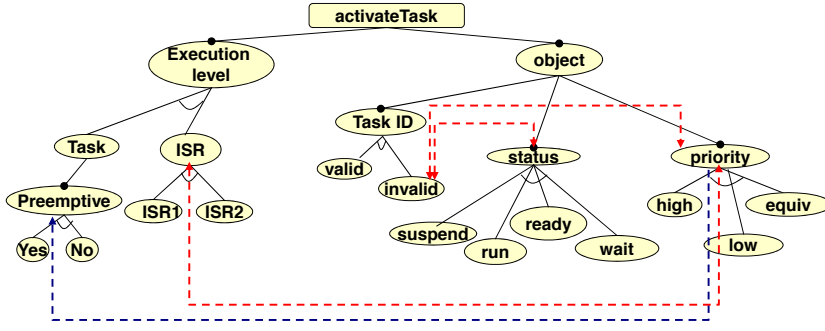 activateTask
Execution
level
object
Task
ISR
Task ID
status
priority
Preemptive
ISR1
ISR2
valid
invalid
high
equiv
Yes
No
suspend
run
ready
wait
low